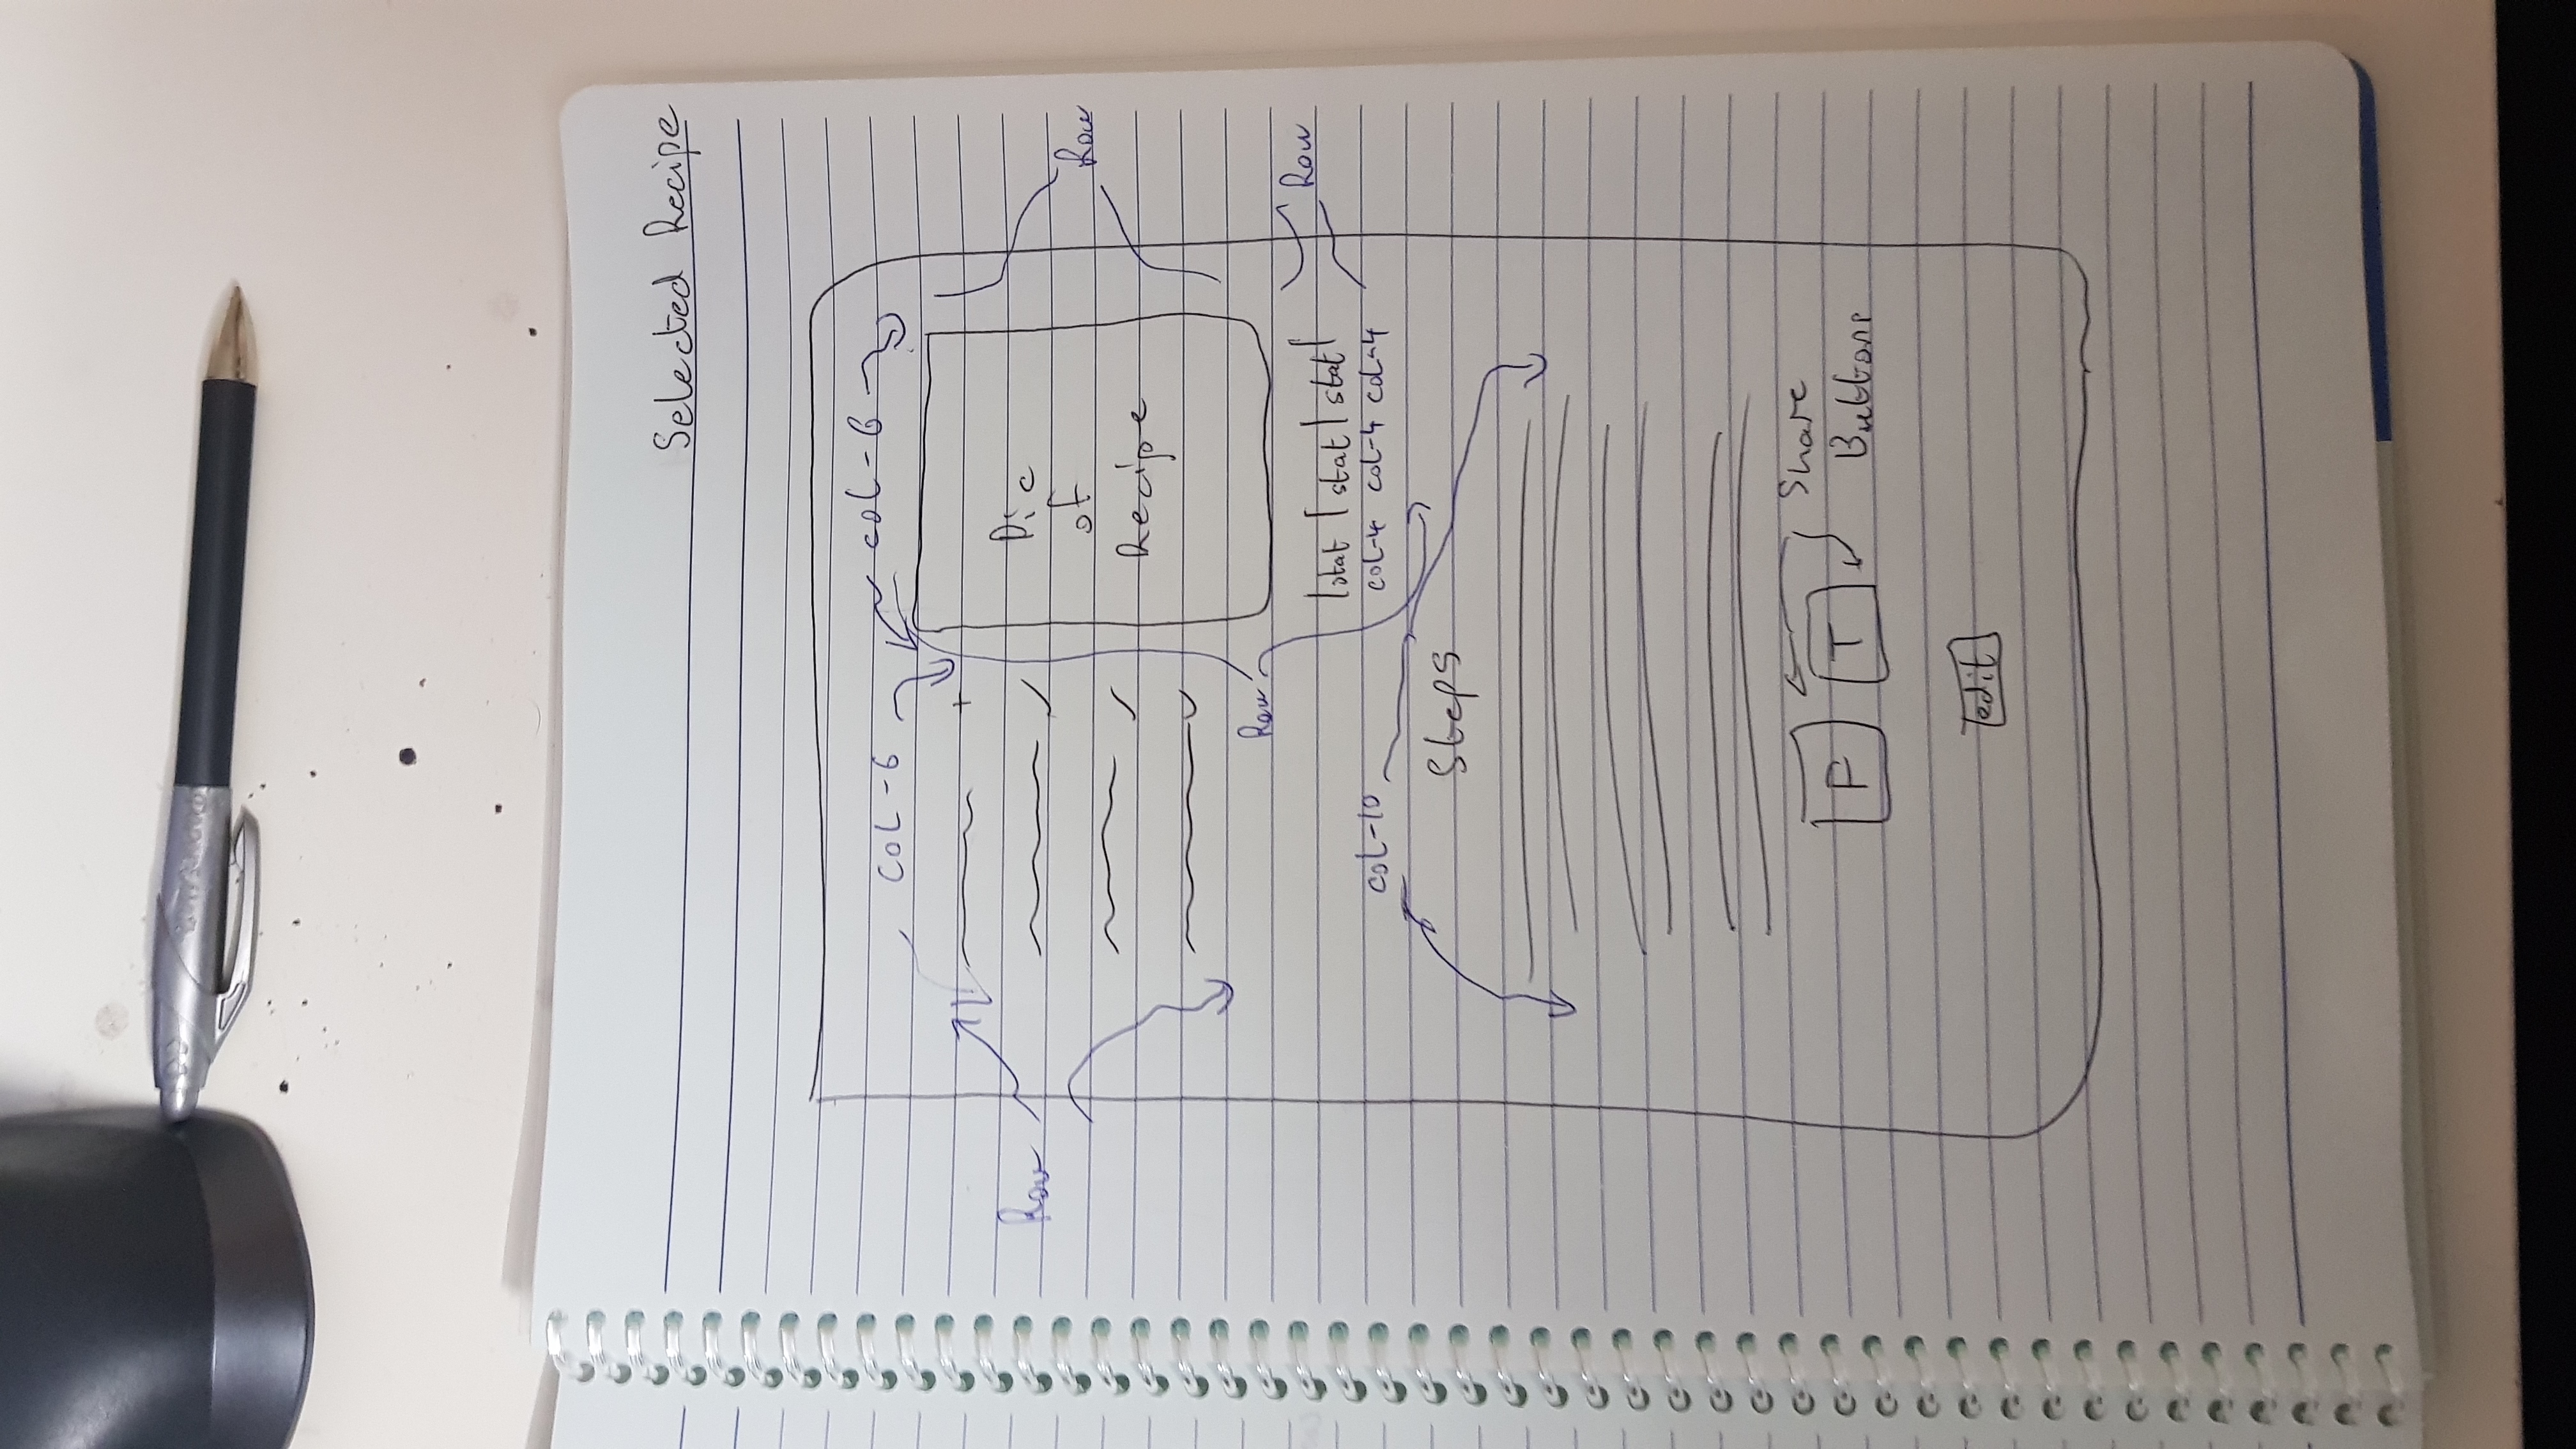 Selected Recipe
col-6
col-6
Row
Pic
of
Recipe
Row
Row
Row
|stat | stat | stat|
col-4 col-4 col-4
col-10
Steps
Share
Buttons
F
T
edit